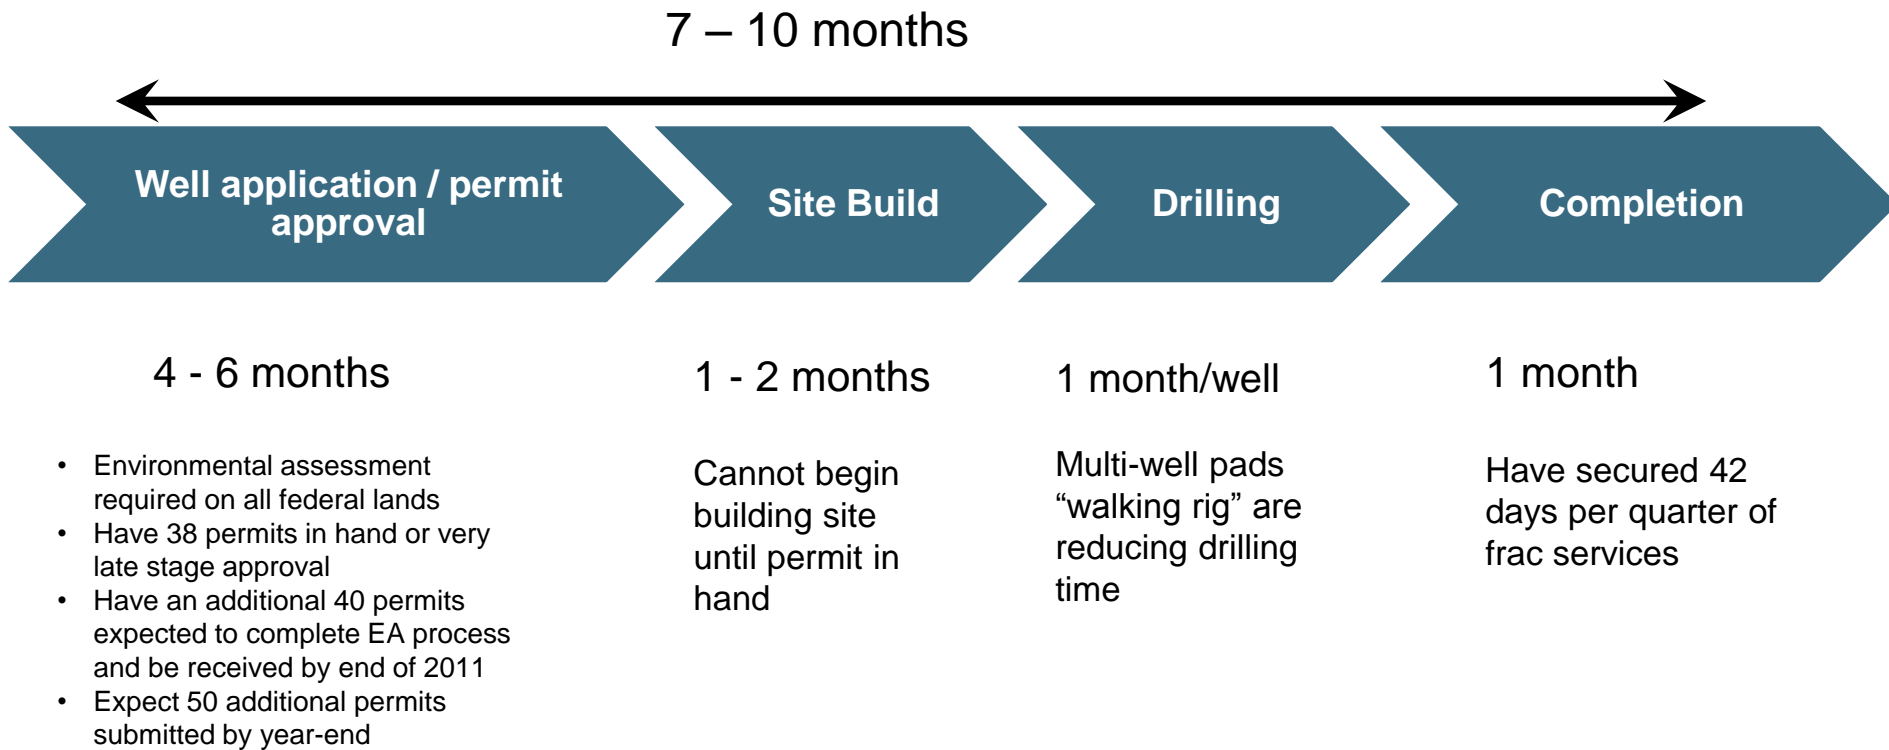 7 – 10 months
Well application / permit
approval
Site Build
Drilling
Completion
4 - 6 months
1 - 2 months
1 month/well
1 month
• Environmental assessment
required on all federal lands
• Have 38 permits in hand or very
late stage approval
• Have an additional 40 permits
expected to complete EA process
and be received by end of 2011
• Expect 50 additional permits
submitted by year-end
Cannot begin
building site
until permit in
hand
Multi-well pads
“walking rig” are
reducing drilling
time
Have secured 42
days per quarter of
frac services